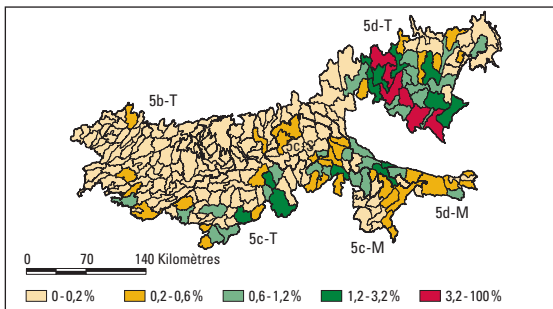 5d-T
5b-T
5c
5d-M
5c-T
5c-M
0 70 140 Kilomètres
0-0,2% 0,2-0,6% 0,6-1,2% 1,2-3,2% 3,2-100%